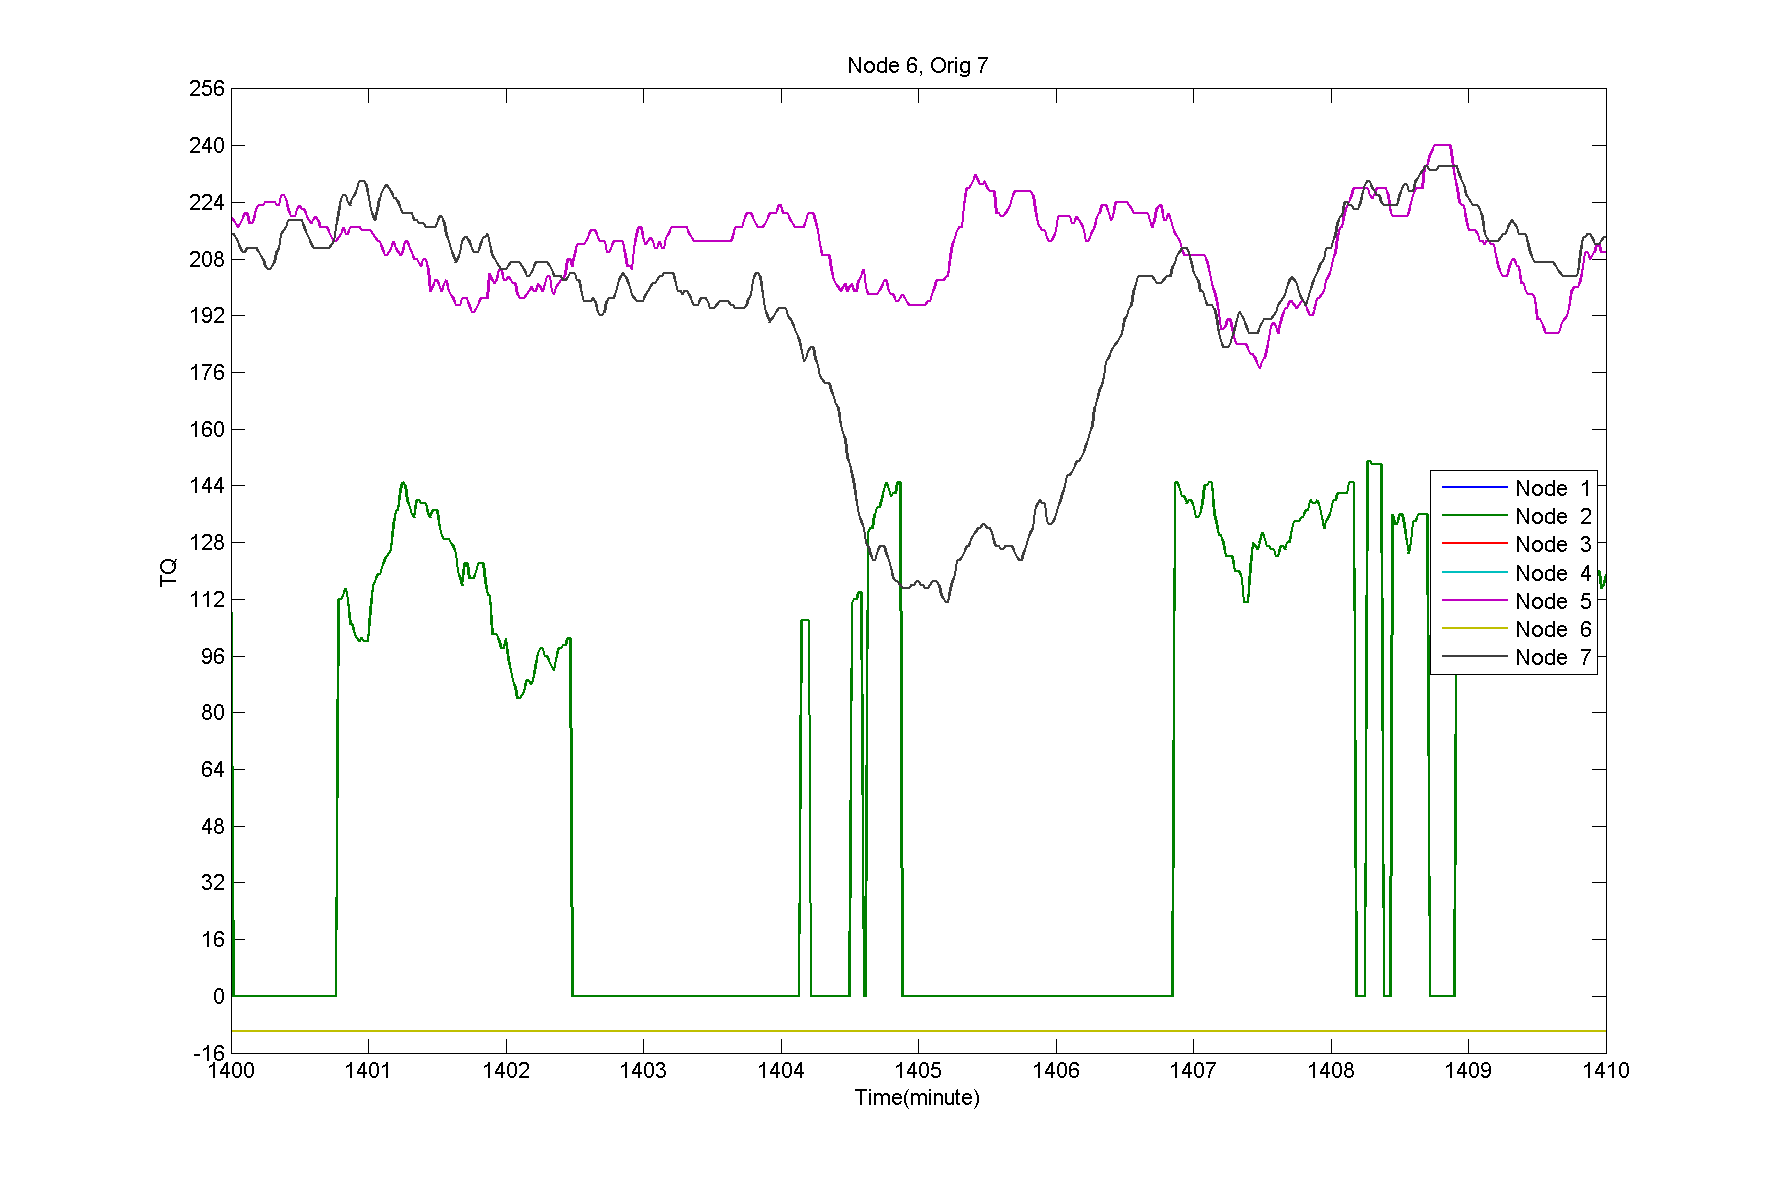 Node 6, Orig 7
256
240
224
208
192
176
160
144
128
112
96
80
64
48
32
16
0
-16
TQ
Node 1
Node 2
Node 3
Node 4
Node 5
Node 6
Node 7
1400 1401 1402 1403 1404 1405 1406 1407 1408 1409 1410
Time(minute)